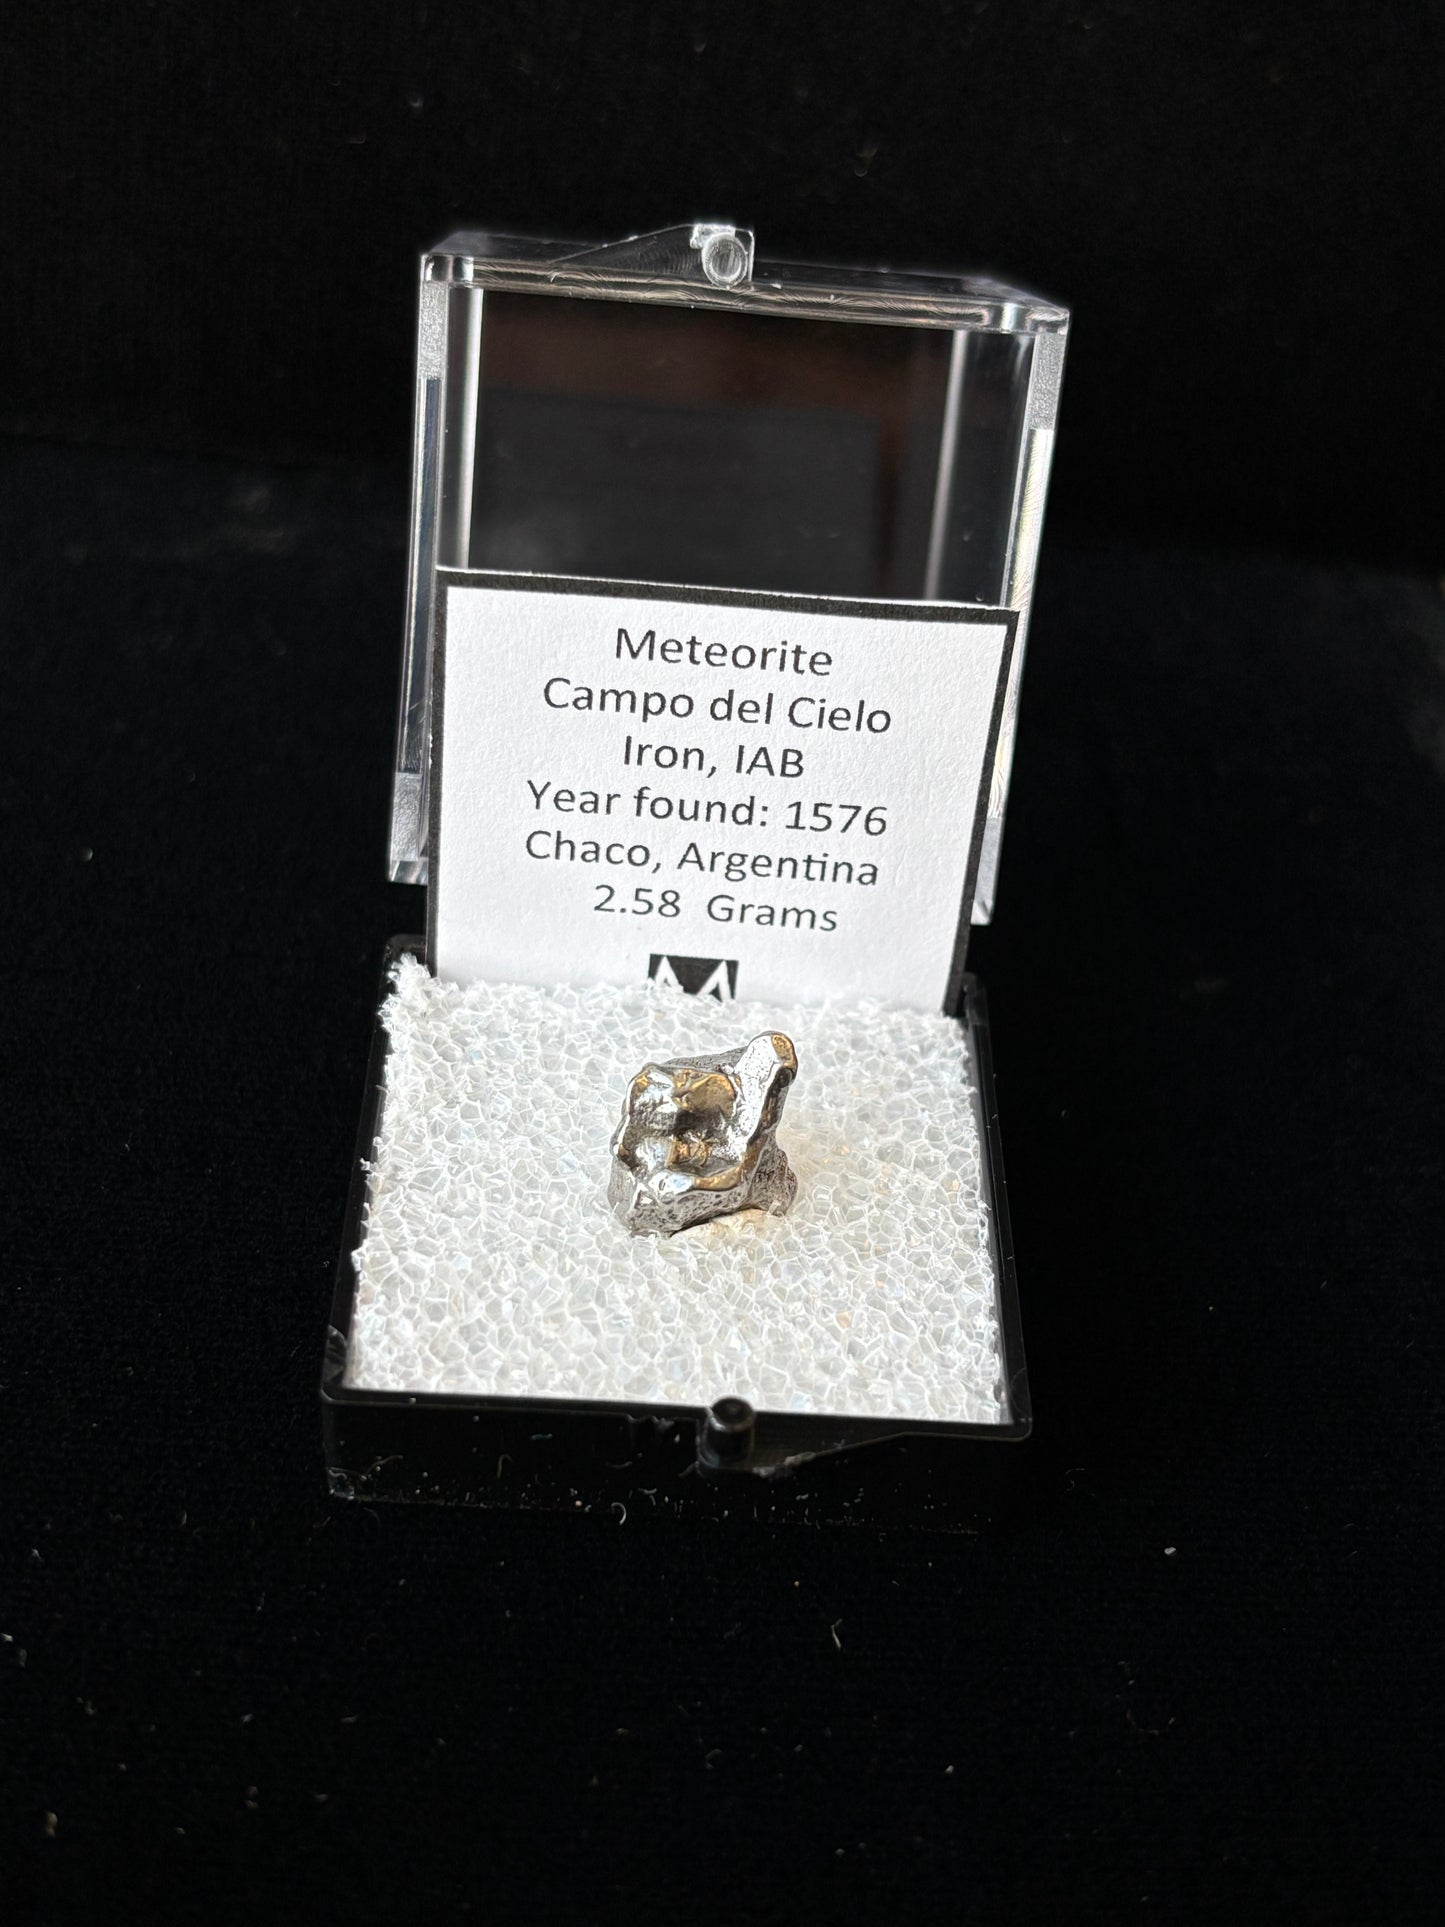 Meteorite
Campo del Cielo
Iron, IAB
Year found: 1576
Chaco, Argentina
2.58 Grams
M